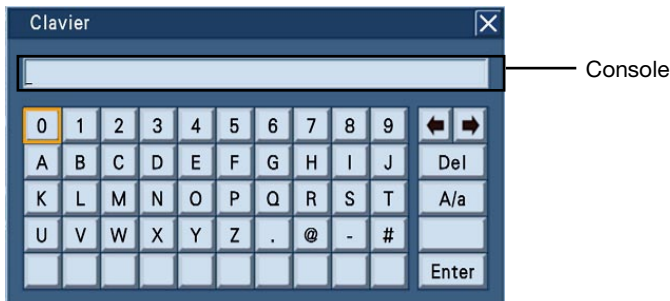 Clavier
Console
_
0 1 2 3 4 5 6 7 8 9
A B C D E F G H I J Del
K L M N O P Q R S T A/a
U V W X Y Z . @ - #
Enter